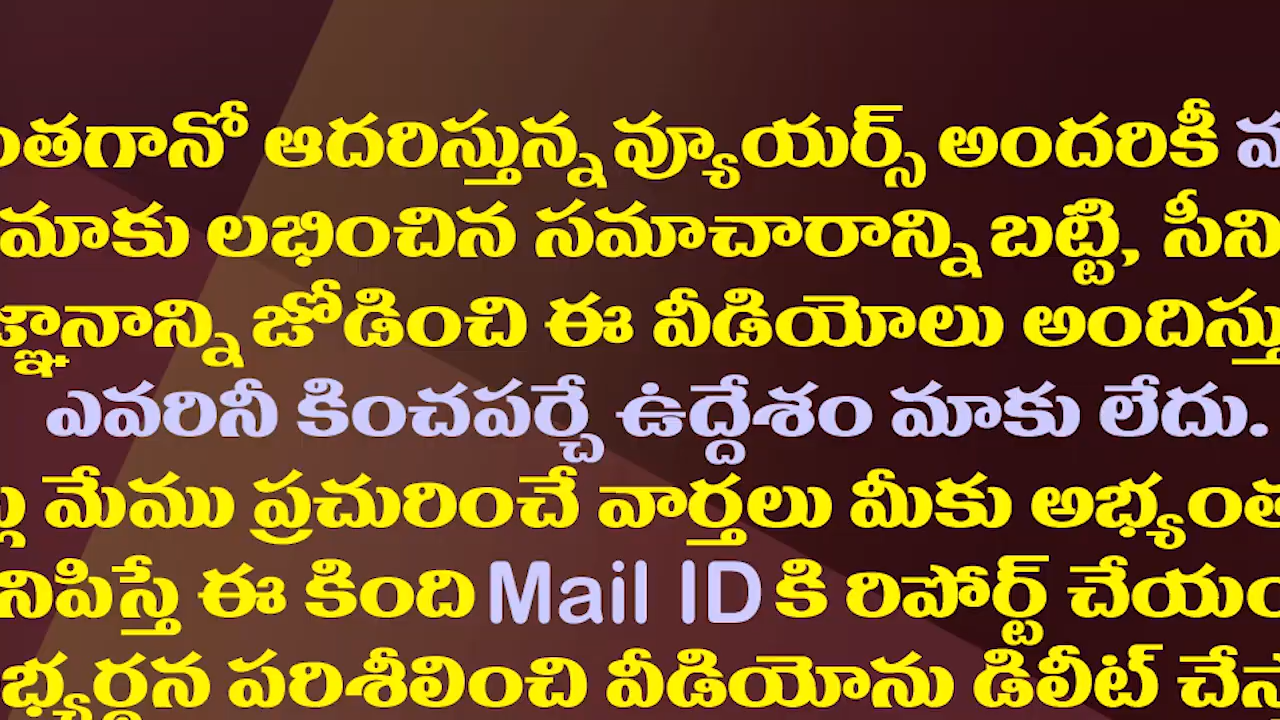 ంతగానో ఆదరిస్తున్న వ్యూయర్స్ అందరికీ
మాకు లభించిన సమాచారాన్ని బట్టి, సీని
జ్ఞానాన్ని జోడించి ఈ వీడియోలు అందిస్తు
ఎవరినీ కించపర్చే ఉద్దేశం మాకు లేదు.
మేము ప్రచురించే వార్తలు మీకు అభ్యంత
నిపిస్తే ఈ కింది Mail ID కి రిపోర్ట్ చేయం
భ్యర్థన పరిశీలించి వీడియోను డిలీట్ చేస